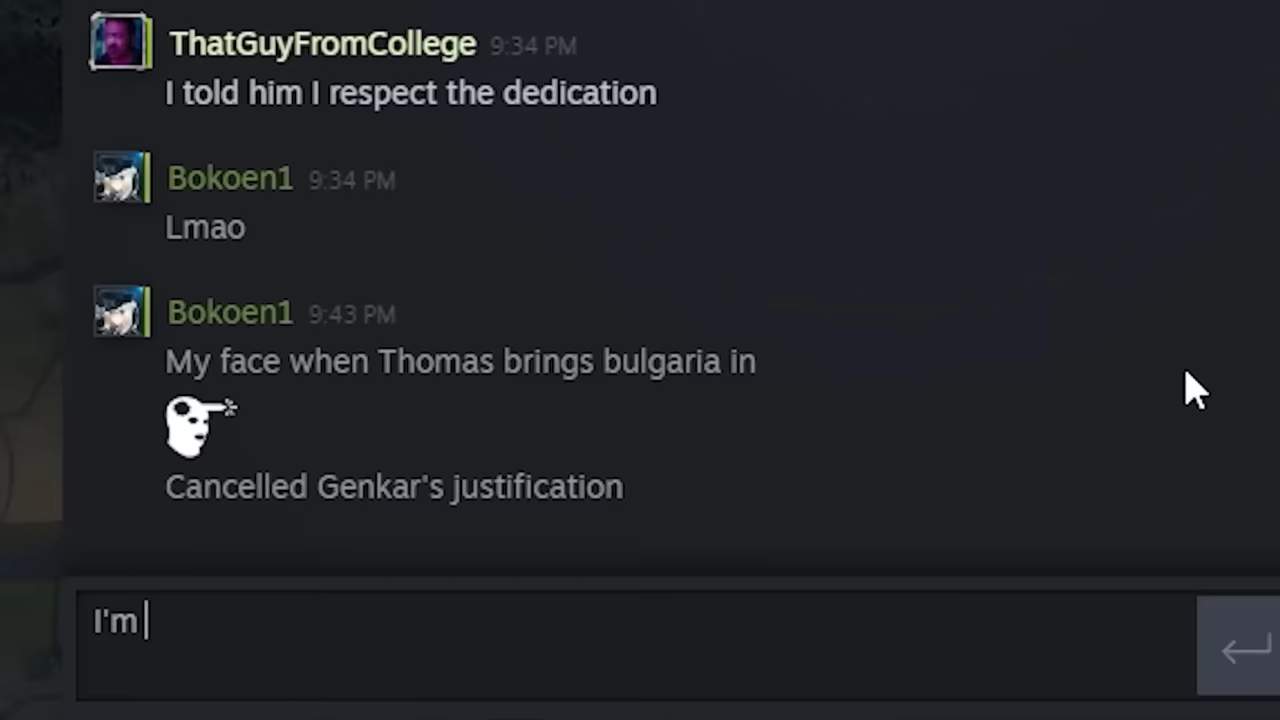 ThatGuyFromCollege 9:34 PM
I told him I respect the dedication
Bokoen1 9:34 PM
Lmao
Bokoen1 9:43 PM
My face when Thomas brings bulgaria in
Cancelled Genkar's justification
I'm